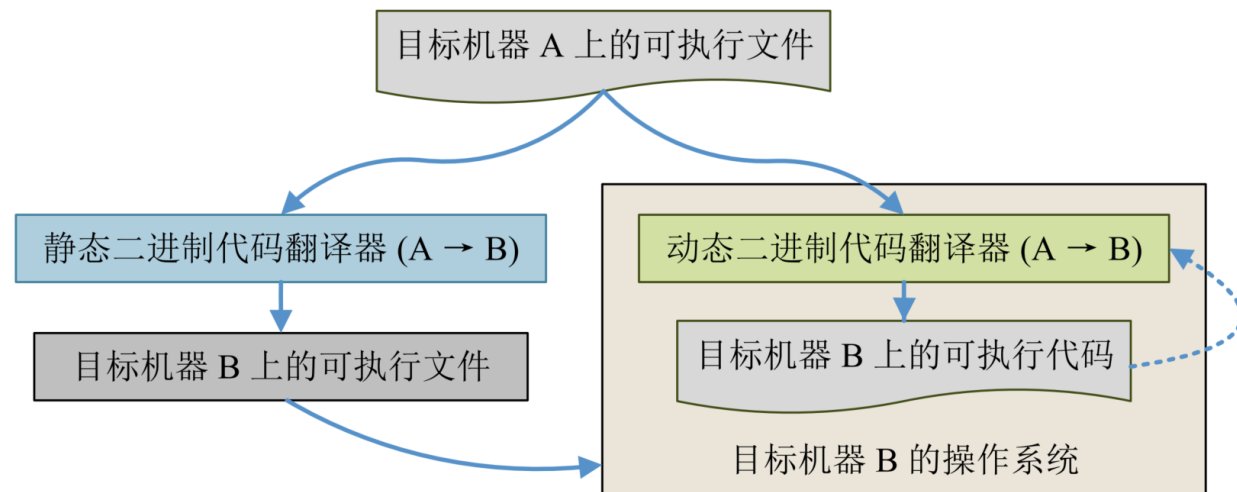 目标机器 A 上的可执行文件
静态二进制代码翻译器 (A → B)
动态二进制代码翻译器 (A → B)
目标机器 B 上的可执行文件
目标机器 B 上的可执行代码
目标机器 B 的操作系统